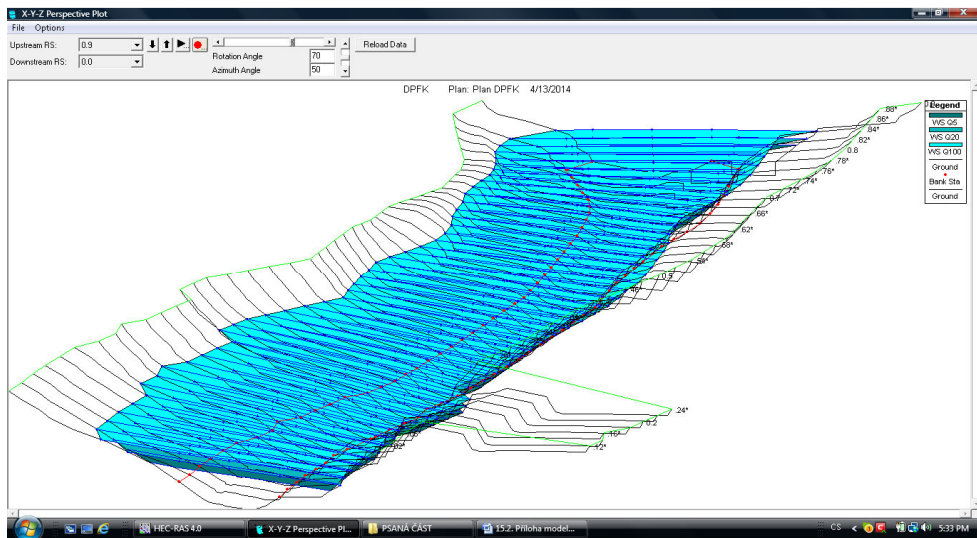 X-Y-Z Perspective Plot
File Options
Upstream RS: 0.9
Downstream RS: 0.0
Rotation Angle 70
Azimuth Angle 50
Reload Data
DPFK Plan: Plan DPFK 4/13/2014
Legend
WS Q5
WS Q20
WS Q100
Ground
Bank Sta
Ground
.88*
.86*
.84*
.82*
0.8
.78*
.76*
.74*
.72*
0.7
.66*
.62*
.58*
.54*
0.5
.46*
.24*
0.2
.16*
.12*
.02*
HEC-RAS 4.0
X-Y-Z Perspective Pl...
PSANÁ ČÁST
15.2. Příloha model...
CS
5:33 PM